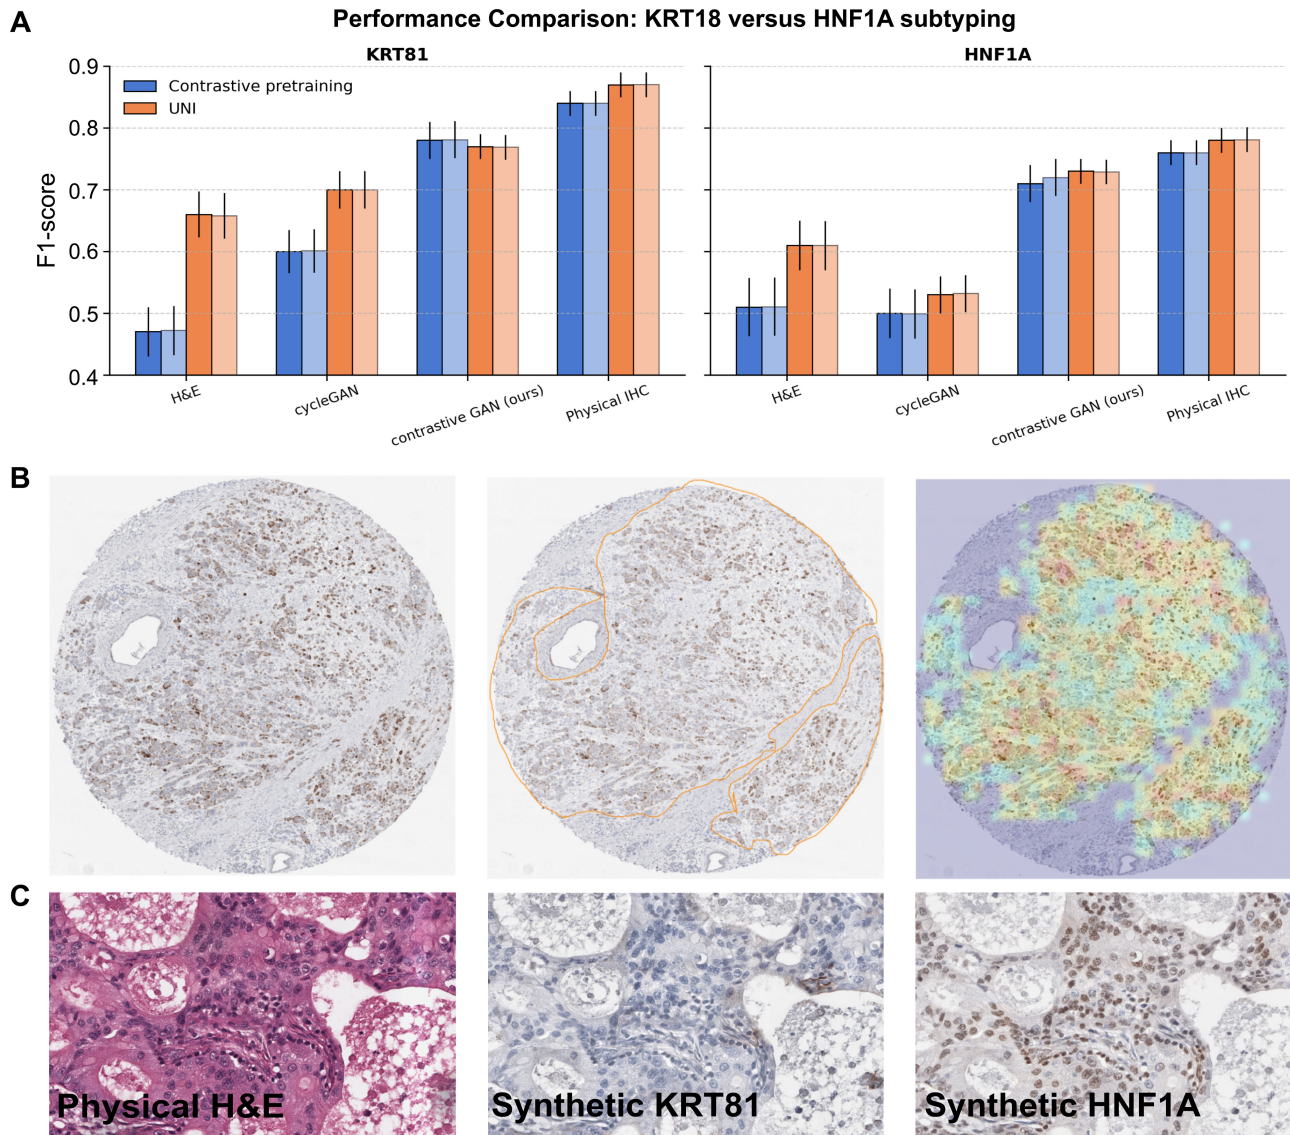 A
Performance Comparison: KRT18 versus HNF1A subtyping
KRT81
HNF1A
Contrastive pretraining
UNI
F1-score
0.9
0.8
0.7
0.6
0.5
0.4
H&E
cycleGAN
contrastive GAN (ours)
Physical IHC
H&E
cycleGAN
contrastive GAN (ours)
Physical IHC
B
C
Physical H&E
Synthetic KRT81
Synthetic HNF1A